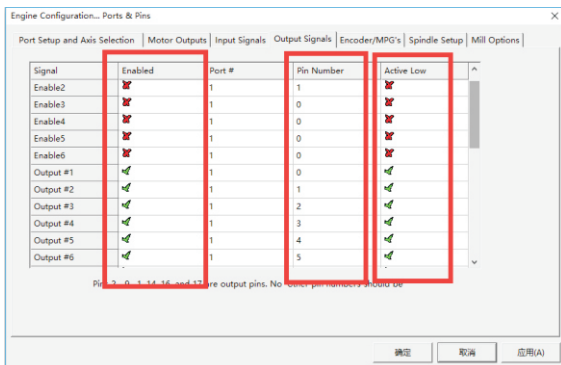 Engine Configuration... Ports & Pins
Port Setup and Axis Selection Motor Outputs Input Signals Output Signals Encoder/MPG's Spindle Setup Mill Options
Signal Enabled Port # Pin Number Active Low
Enable2 1 1
Enable3 1 0
Enable4 1 0
Enable5 1 0
Enable6 1 0
Output #1 1 0
Output #2 1 1
Output #3 1 2
Output #4 1 3
Output #5 1 4
Output #6 1 5
Pin 2 9, 1, 14, 16, and 17 are output pins. No other pin numbers should be
确定 取消 应用(A)